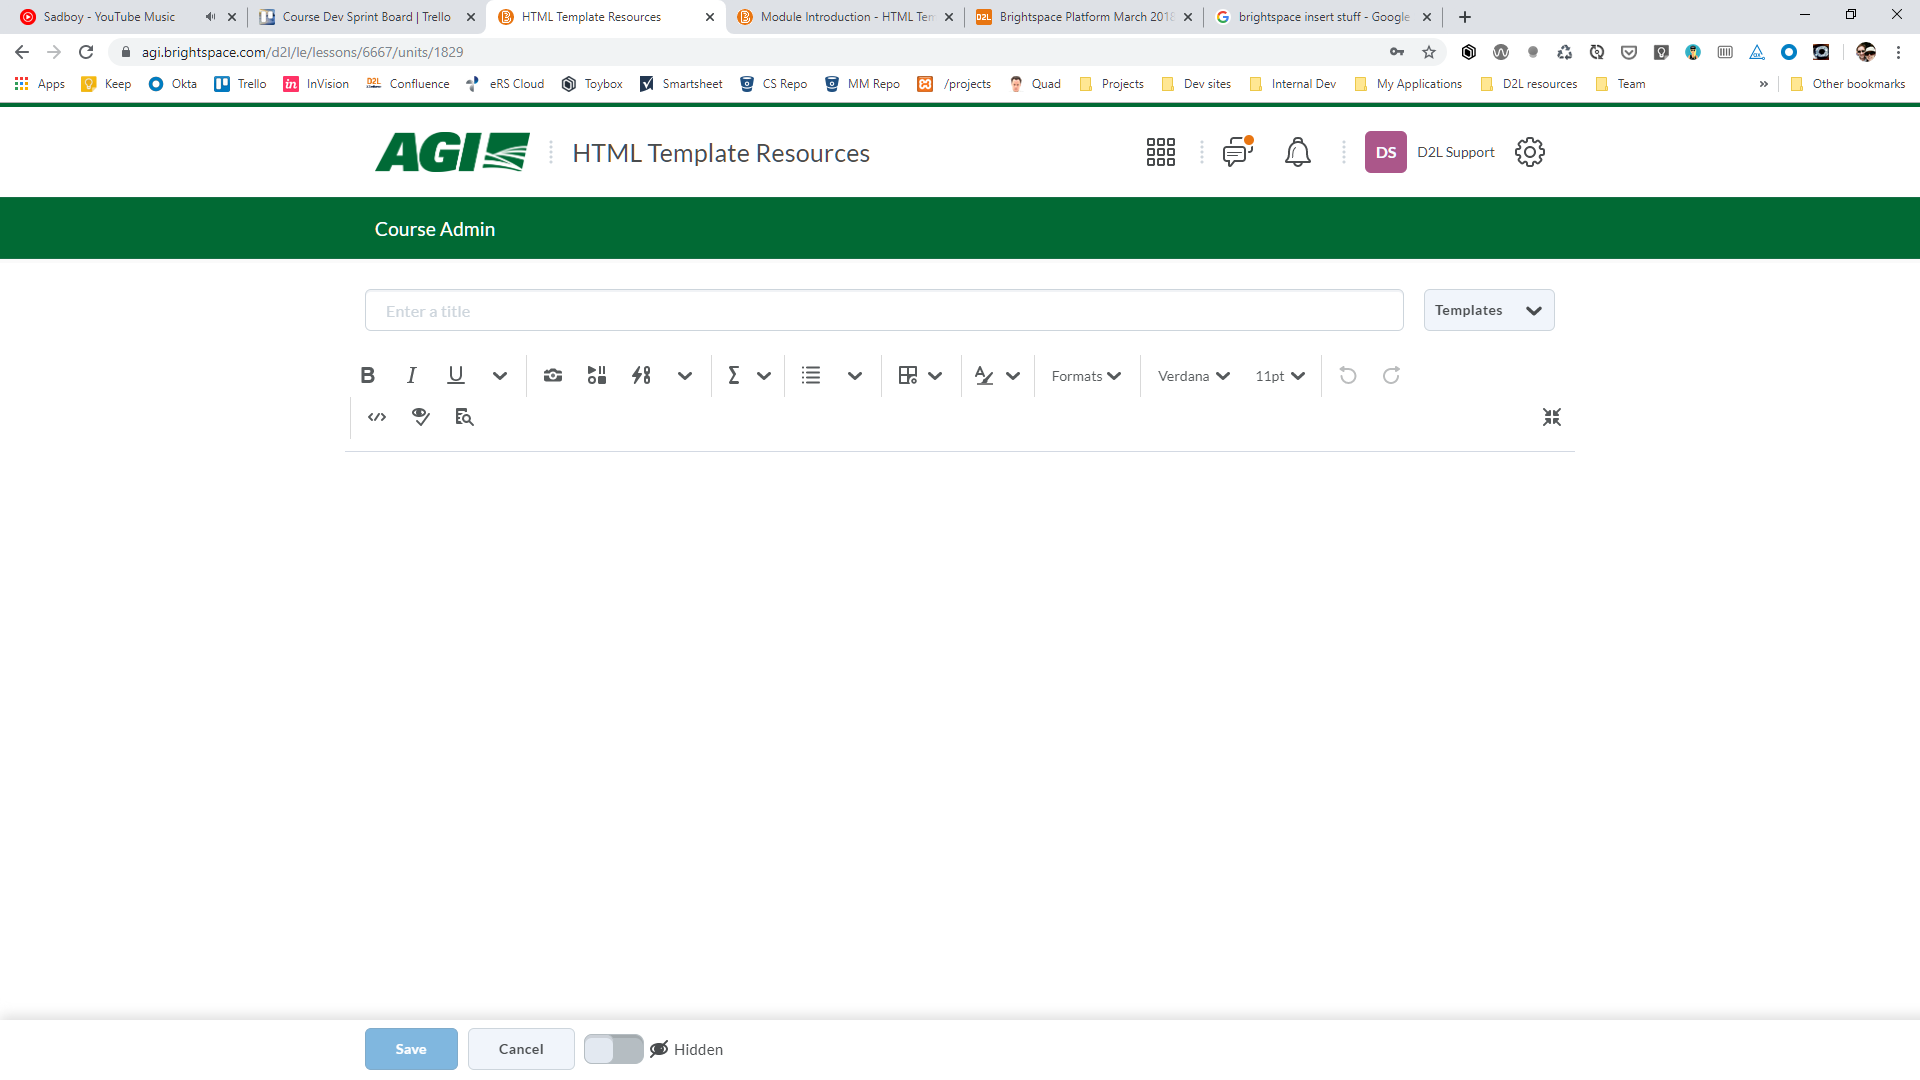 Sadboy - YouTube Music
Course Dev Sprint Board | Trello
HTML Template Resources
Module Introduction - HTML Tem
Brightspace Platform March 2018
brightspace insert stuff - Google
agi.brightspace.com/d2l/le/lessons/6667/units/1829
Apps Keep Okta Trello InVision Confluence eRS Cloud Toybox Smartsheet CS Repo MM Repo /projects Quad Projects Dev sites Internal Dev My Applications D2L resources Team » Other bookmarks
AGI HTML Template Resources DS D2L Support
Course Admin
Enter a title Templates
B I U Σ Formats Verdana 11pt
Save Cancel Hidden